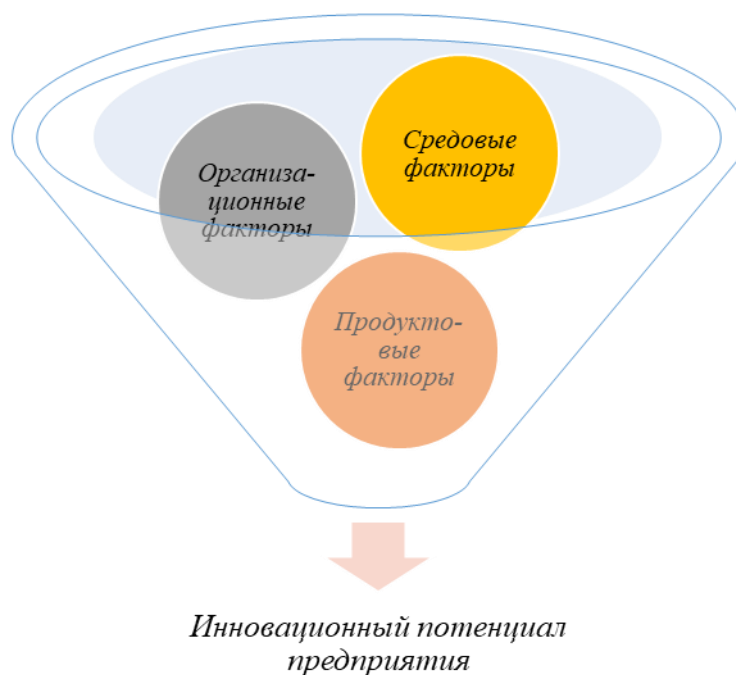 Средовые
факторы
Организа-
ционные
факторы
Продукто-
вые
факторы
Инновационный потенциал
предприятия